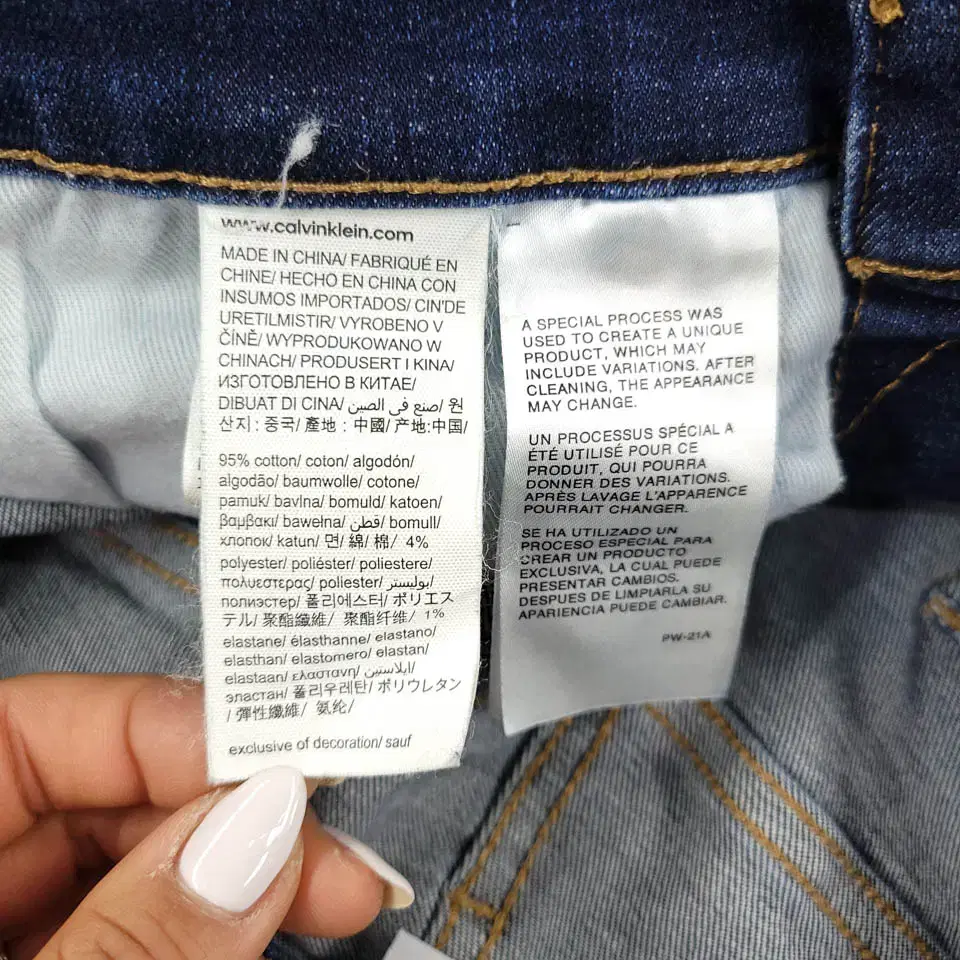 www.calvinklein.com
MADE IN CHINA/ FABRIQUÉ EN
CHINE/ HECHO EN CHINA CON
INSUMOS IMPORTADOS/ CIN'DE
URETILMISTIR/ VYROBENO V
ČÍNĚ/ WYPRODUKOWANO W
CHINACH/ PRODUSERT I KINA/
ИЗГОТОВЛЕНО В КИТАЕ/
DIBUAT DI CINA/ صنع في الصين/ 원
산지 : 중국/ 產地 : 中國/ 产地:中国/
95% cotton/ coton/ algodón/
algodão/ baumwolle/ cotone/
pamuk/ bavlna/ bomuld/ katoen/
βαμβακι/ bawełna/ قطن/ bomull/
хлопок/ katun/ 면/ 綿/ 棉/ 4%
polyester/ poliéster/ poliestere/
πολυεστερας/ poliester/ بوليستر/
полиэстер/ 폴리에스터/ ポリエス
テル/ 聚酯纖維/ 聚酯纤维/ 1%
elastane/ élasthanne/ elastano/
elasthan/ elastomero/ elastan/
elastaan/ ελαστανη/ ايلاستين/
эластан/ 폴리우레탄/ ポリウレタン
/ 彈性纖維/ 氨纶/
exclusive of decoration/ sauf
A SPECIAL PROCESS WAS
USED TO CREATE A UNIQUE
PRODUCT, WHICH MAY
INCLUDE VARIATIONS. AFTER
CLEANING, THE APPEARANCE
MAY CHANGE.
UN PROCESSUS SPÉCIAL A
ÉTÉ UTILISÉ POUR CE
PRODUIT, QUI POURRA
DONNER DES VARIATIONS.
APRÈS LAVAGE L'APPARENCE
POURRAIT CHANGER.
SE HA UTILIZADO UN
PROCESO ESPECIAL PARA
CREAR UN PRODUCTO
EXCLUSIVA, LA CUAL PUEDE
PRESENTAR CAMBIOS.
DESPUES DE LIMPIARLA SU
APARIENCIA PUEDE CAMBIAR.
PW-21A